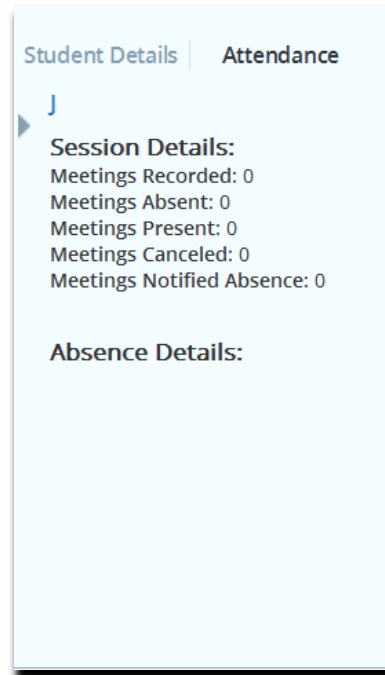 Student Details Attendance
J
Session Details:
Meetings Recorded: 0
Meetings Absent: 0
Meetings Present: 0
Meetings Canceled: 0
Meetings Notified Absence: 0
Absence Details: